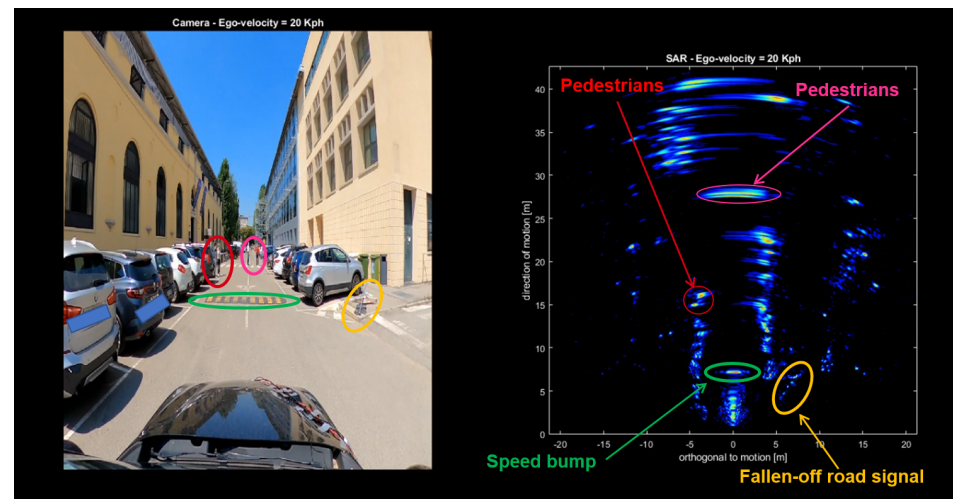 Camera - Ego-velocity = 20 Kph
SAR - Ego-velocity = 20 Kph
Pedestrians
Pedestrians
direction of motion [m]
40
35
30
25
20
15
10
5
0
-20
-15
-10
-5
0
5
10
15
20
orthogonal to motion [m]
Speed bump
Fallen-off road signal